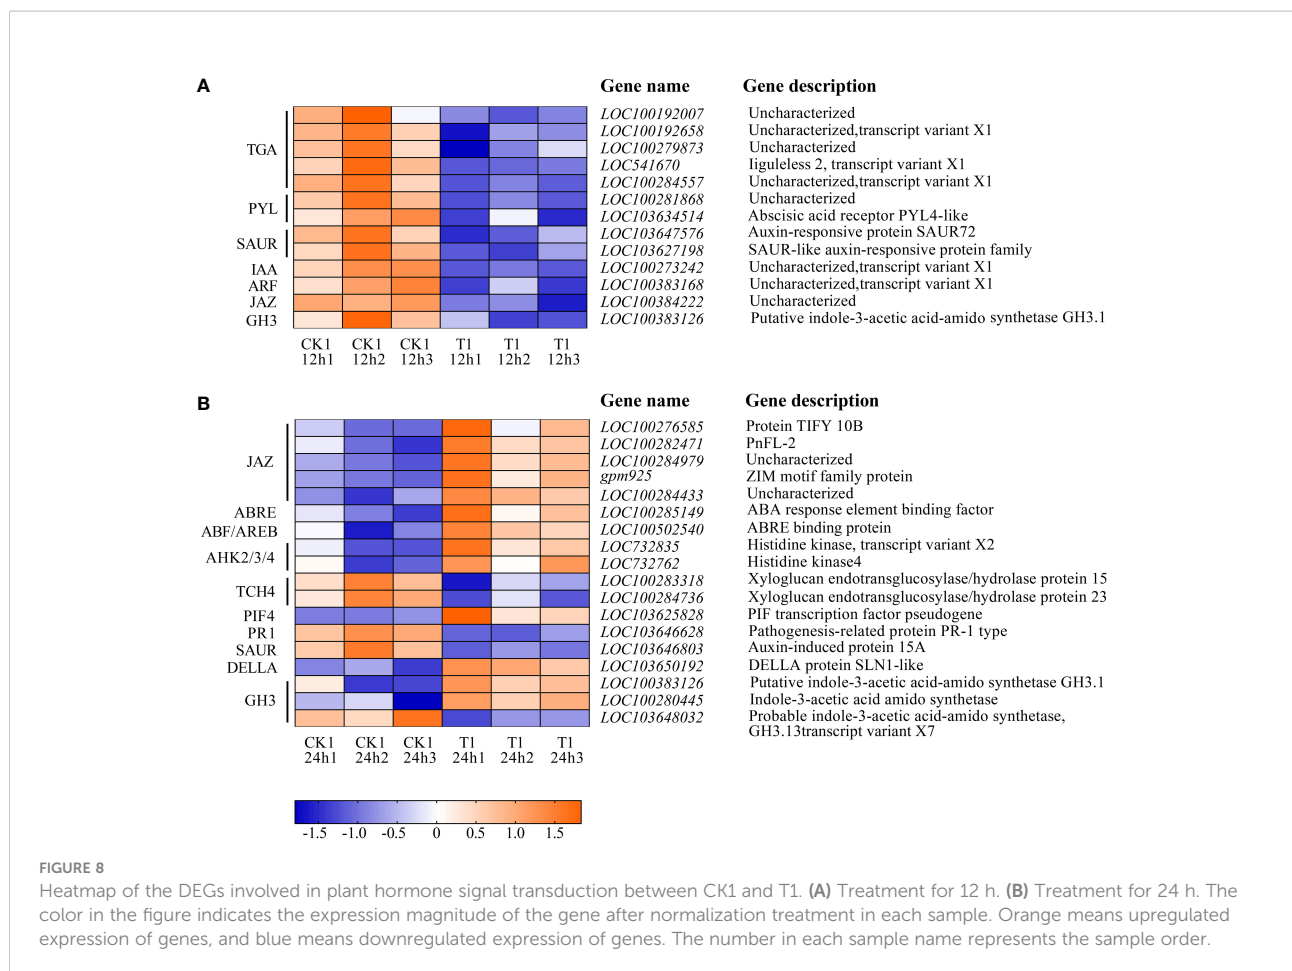 A
Gene name
Gene description
TGA
PYL
SAUR
IAA
ARF
JAZ
GH3
LOC100192007
Uncharacterized
LOC100192658
Uncharacterized,transcript variant X1
LOC100279873
Uncharacterized
LOC541670
liguleless 2, transcript variant X1
LOC100284557
Uncharacterized,transcript variant X1
LOC100281868
Uncharacterized
LOC103634514
Abscisic acid receptor PYL4-like
LOC103647576
Auxin-responsive protein SAUR72
LOC103627198
SAUR-like auxin-responsive protein family
LOC100273242
Uncharacterized,transcript variant X1
LOC100383168
Uncharacterized,transcript variant X1
LOC100384222
Uncharacterized
LOC100383126
Putative indole-3-acetic acid-amido synthetase GH3.1
CK1 CK1 CK1 T1 T1 T1
12h1 12h2 12h3 12h1 12h2 12h3
B
Gene name
Gene description
JAZ
ABRE
ABF/AREB
AHK2/3/4
TCH4
PIF4
PR1
SAUR
DELLA
GH3
LOC100276585
Protein TIFY 10B
LOC100282471
PnFL-2
LOC100284979
Uncharacterized
gpm925
ZIM motif family protein
LOC100284433
Uncharacterized
LOC100285149
ABA response element binding factor
LOC100502540
ABRE binding protein
LOC732835
Histidine kinase, transcript variant X2
LOC732762
Histidine kinase4
LOC100283318
Xyloglucan endotransglucosylase/hydrolase protein 15
LOC100284736
Xyloglucan endotransglucosylase/hydrolase protein 23
LOC103625828
PIF transcription factor pseudogene
LOC103646628
Pathogenesis-related protein PR-1 type
LOC103646803
Auxin-induced protein 15A
LOC103650192
DELLA protein SLN1-like
LOC100383126
Putative indole-3-acetic acid-amido synthetase GH3.1
LOC100280445
Indole-3-acetic acid amido synthetase
LOC103648032
Probable indole-3-acetic acid-amido synthetase,
GH3.13transcript variant X7
CK1 CK1 CK1 T1 T1 T1
24h1 24h2 24h3 24h1 24h2 24h3
-1.5 -1.0 -0.5 0 0.5 1.0 1.5
FIGURE 8
Heatmap of the DEGs involved in plant hormone signal transduction between CK1 and T1. (A) Treatment for 12 h. (B) Treatment for 24 h. The
color in the figure indicates the expression magnitude of the gene after normalization treatment in each sample. Orange means upregulated
expression of genes, and blue means downregulated expression of genes. The number in each sample name represents the sample order.